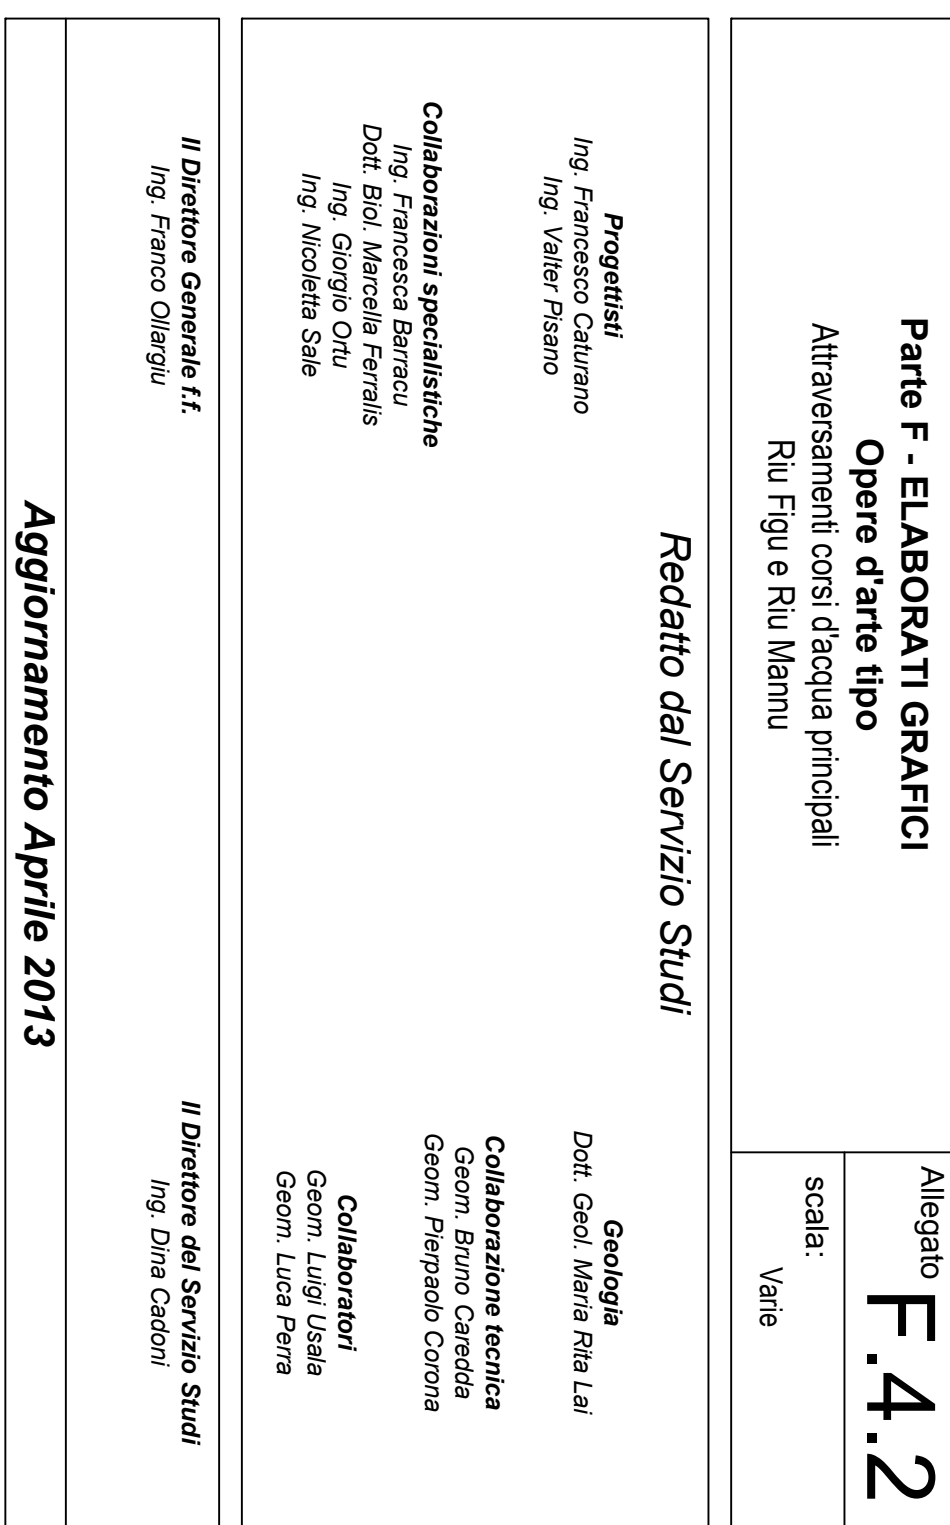 Parte F - ELABORATI GRAFICI
Opere d'arte tipo
Attraversamenti corsi d'acqua principali
Riu Figu e Riu Mannu
Allegato F.4.2
scala:
Varie
Redatto dal Servizio Studi
Progettisti
Ing. Francesco Caturano
Ing. Valter Pisano
Collaborazioni specialistiche
Ing. Francesca Barracu
Dott. Biol. Marcella Ferralis
Ing. Giorgio Ortu
Ing. Nicoletta Sale
Geologia
Dott. Geol. Maria Rita Lai
Collaborazione tecnica
Geom. Bruno Caredda
Geom. Pierpaolo Corona
Collaboratori
Geom. Luigi Usala
Geom. Luca Perra
Il Direttore Generale f.f.
Ing. Franco Ollargiu
Il Direttore del Servizio Studi
Ing. Dina Cadoni
Aggiornamento Aprile 2013